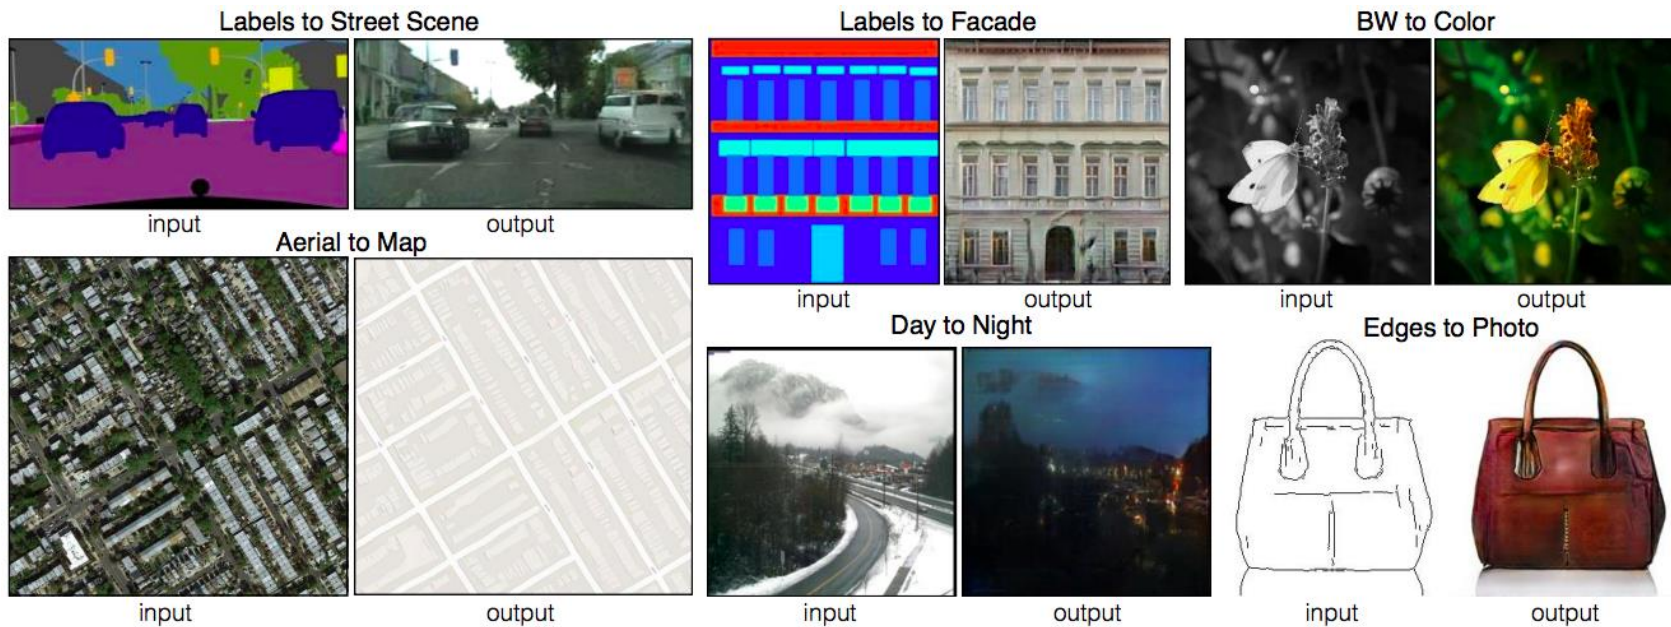 Labels to Street Scene
input
output
Aerial to Map
input
output
Labels to Facade
input
output
BW to Color
input
output
Day to Night
input
output
Edges to Photo
input
output